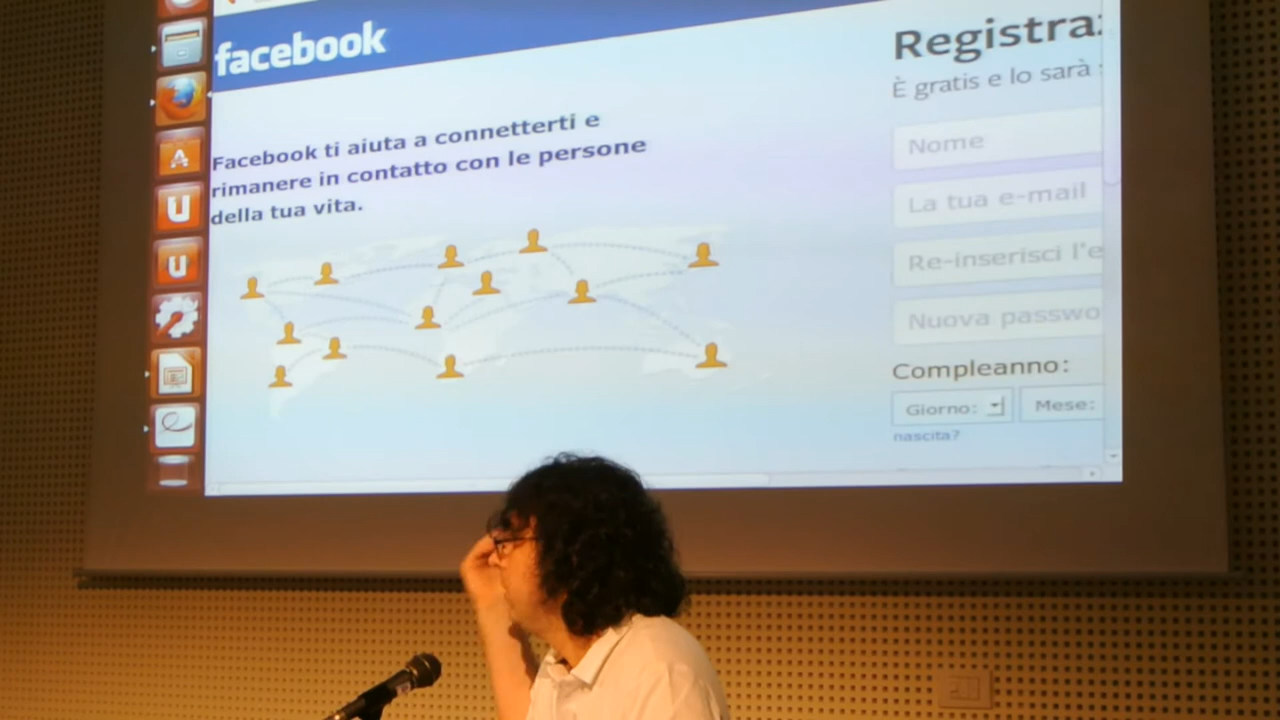 facebook
Facebook ti aiuta a connetterti e
rimanere in contatto con le persone
della tua vita.
Registra
È gratis e lo sarà
Nome
La tua e-mail
Re-inserisci l'e
Nuova passwo
Compleanno:
Giorno:
Mese:
nascita?
A
U
u